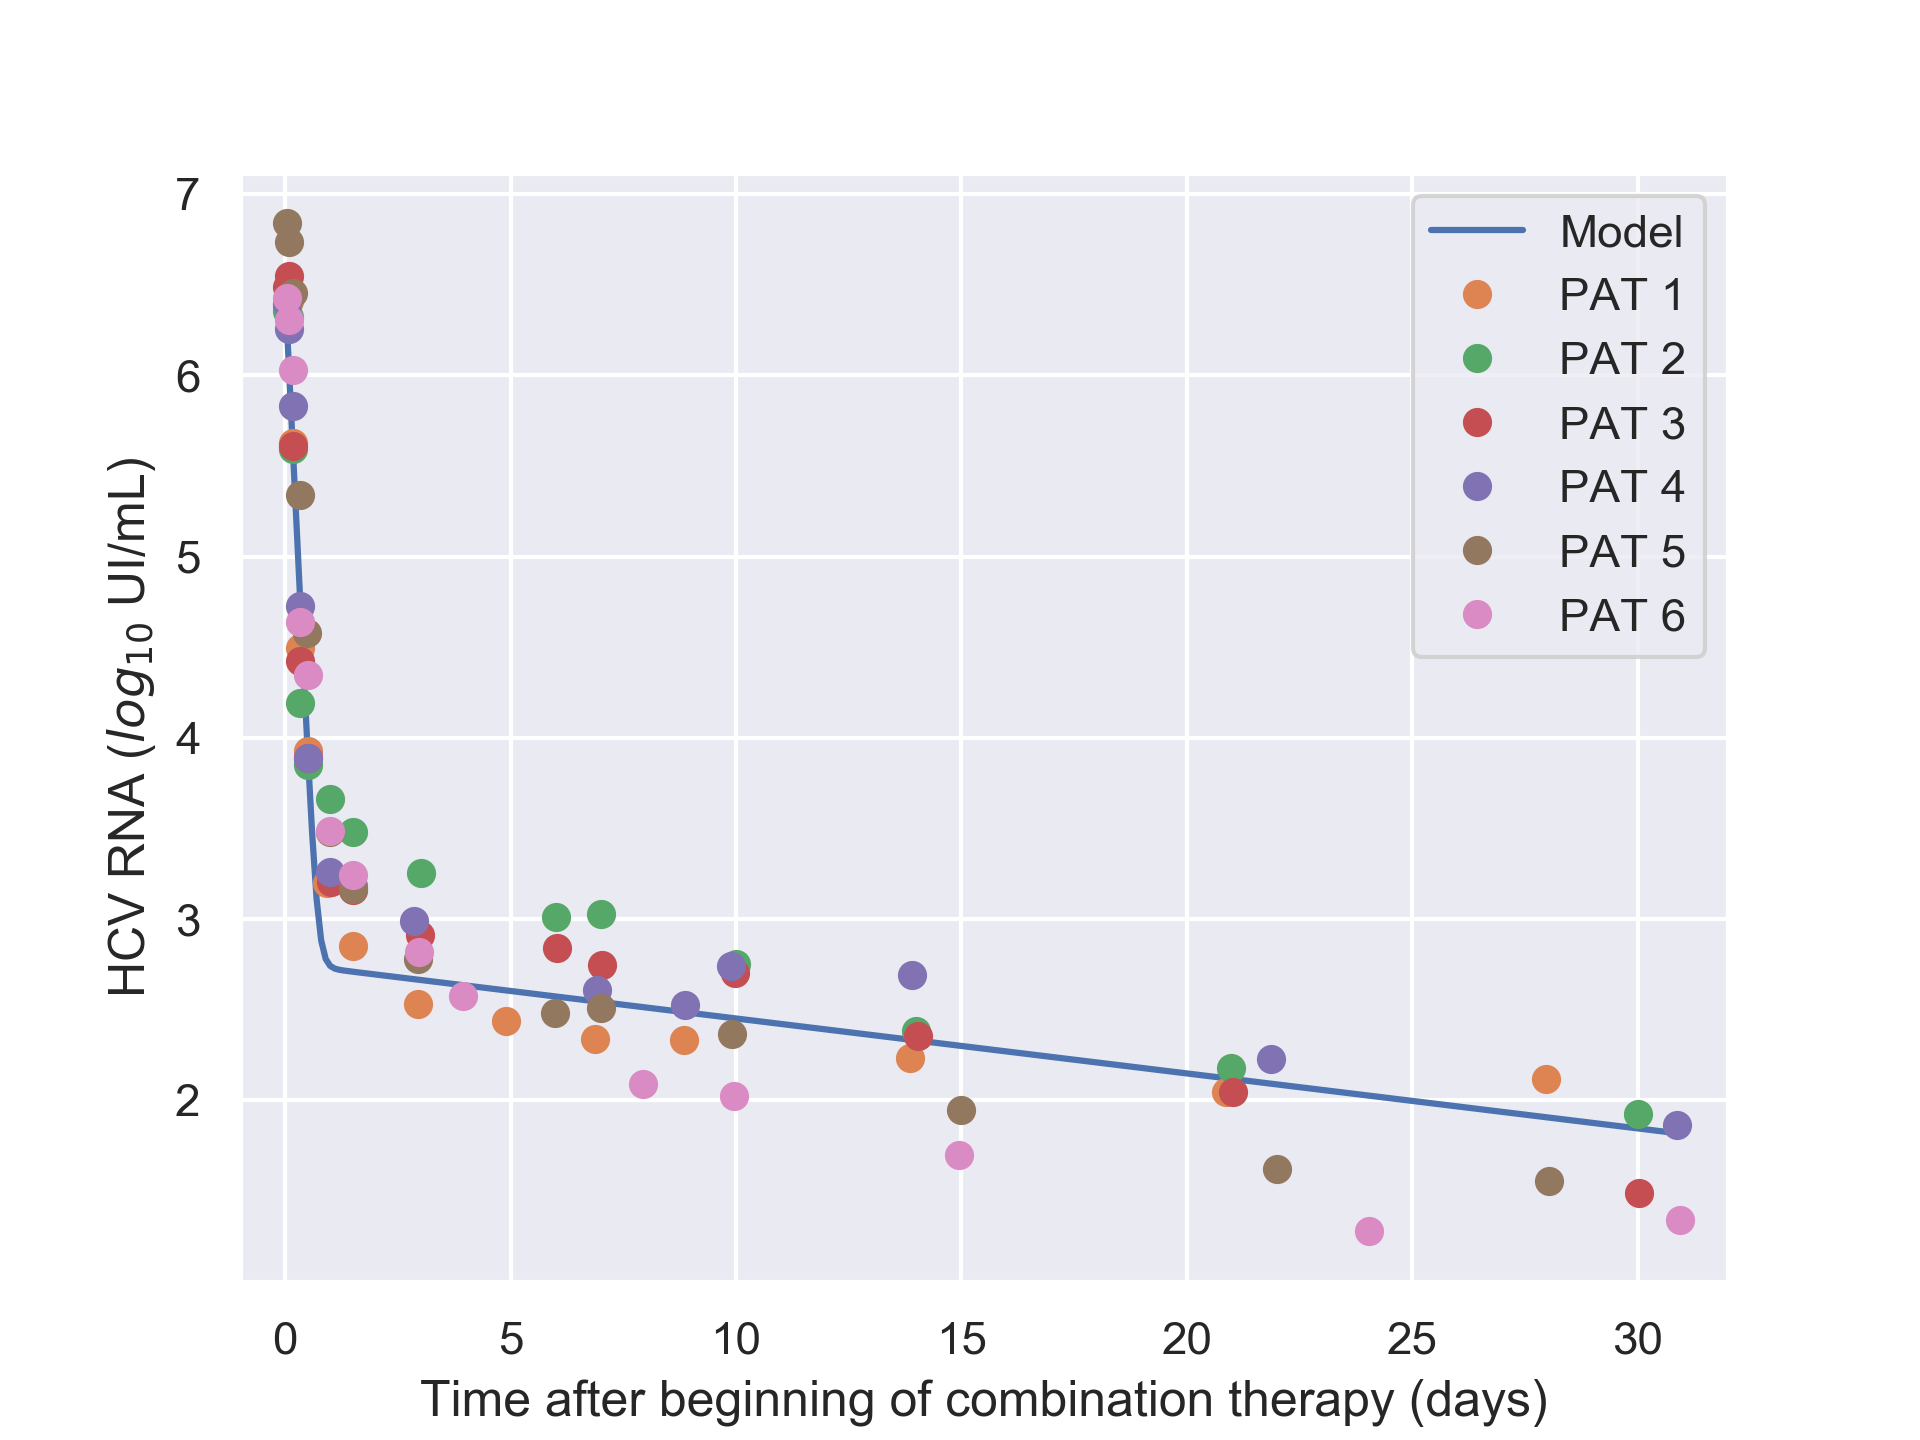 7
6
5
4
3
2
HCV RNA (log₁₀ UI/mL)
Model
PAT 1
PAT 2
PAT 3
PAT 4
PAT 5
PAT 6
0 5 10 15 20 25 30
Time after beginning of combination therapy (days)